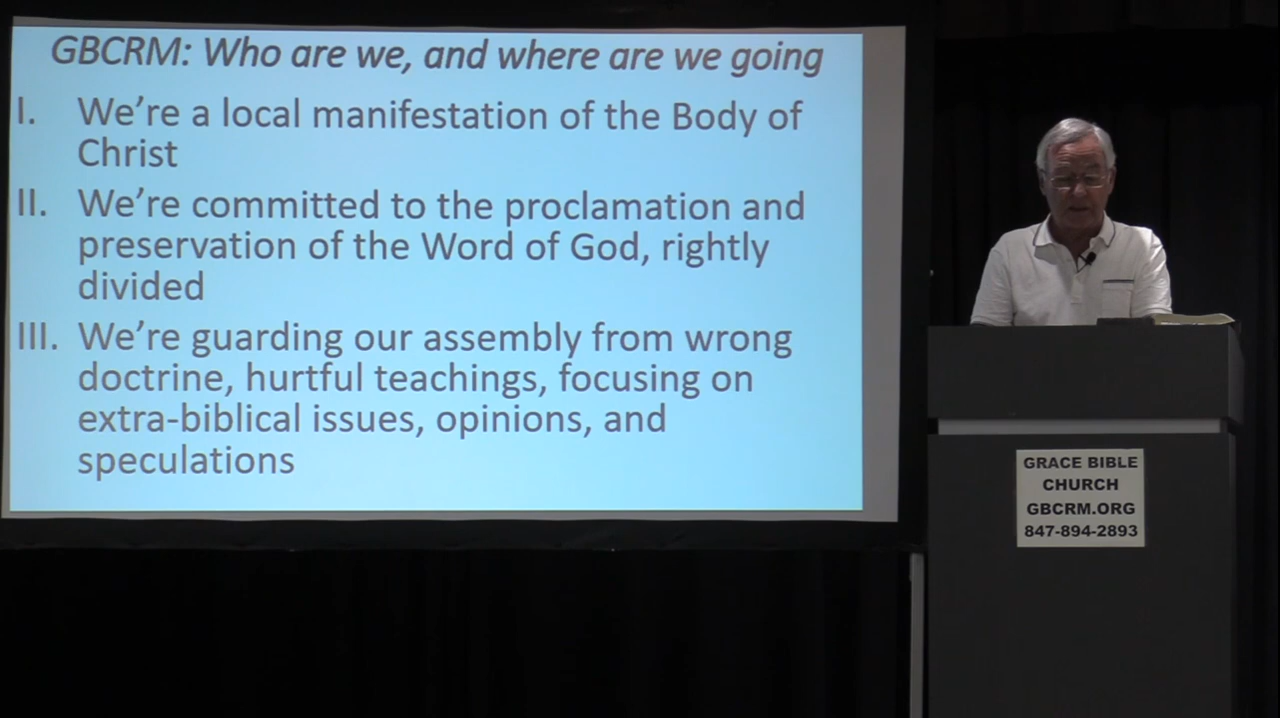 GBCRM: Who are we, and where are we going
I. We're a local manifestation of the Body of
Christ
II. We're committed to the proclamation and
preservation of the Word of God, rightly
divided
III. We're guarding our assembly from wrong
doctrine, hurtful teachings, focusing on
extra-biblical issues, opinions, and
speculations
GRACE BIBLE
CHURCH
GBCRM.ORG
847-894-2893